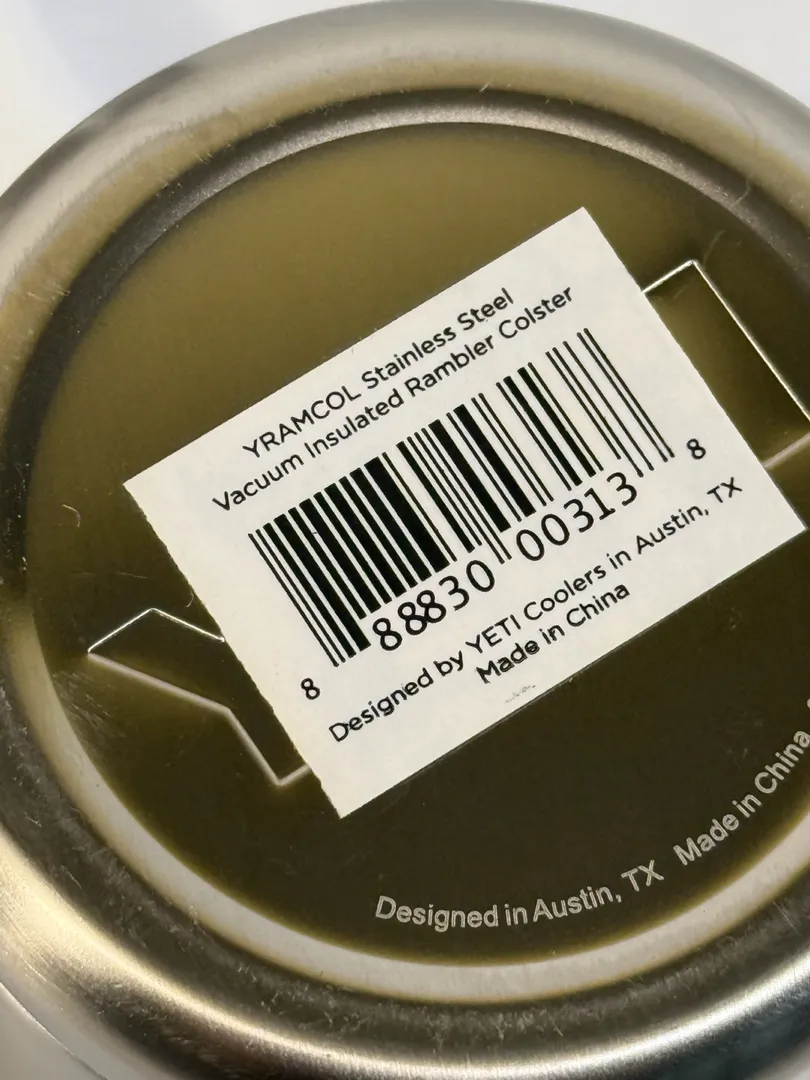 YRAMCOL Stainless Steel
Vacuum Insulated Rambler Colster
8 88830 00313 8
Designed by YETI Coolers in Austin, TX
Made in China
Designed in Austin, TX Made in China